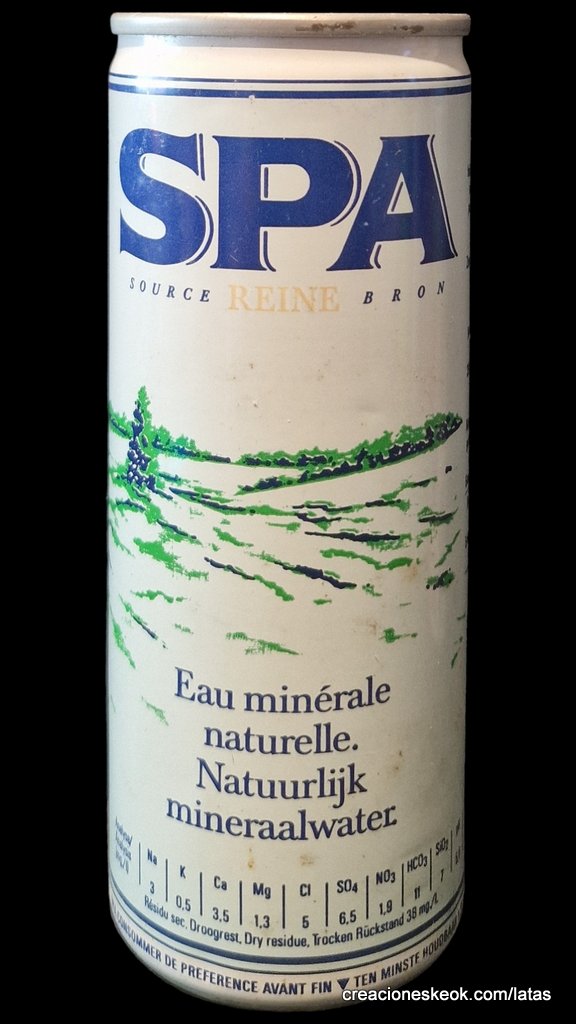 SPA
SOURCE REINE BRON
Eau minérale
naturelle.
Natuurlijk
mineraalwater.
mg/l
Na K Ca Mg Cl SO4 NO3 HCO3 SiO2
3 0,5 3,5 1,3 5 6,5 1,9 11 7
Résidu sec, Droogrest, Dry residue, Trocken Rückstand 38 mg./L
CONSOMMER DE PREFERENCE AVANT FIN ▼ TEN MINSTE HOUDBAAR
creacioneskeok.com/latas